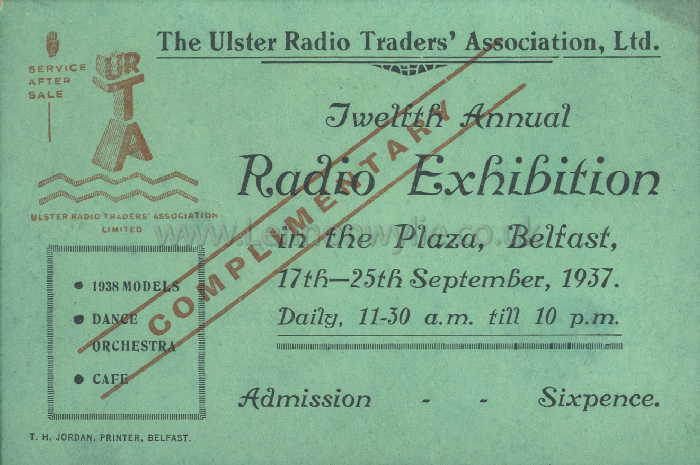 The Ulster Radio Traders' Association, Ltd.
SERVICE
AFTER
SALE
URTA
ULSTER RADIO TRADERS' ASSOCIATION
LIMITED
Twelfth Annual
Radio Exhibition
in the Plaza, Belfast,
17th—25th September, 1937.
Daily, 11-30 a.m. till 10 p.m.
COMPLIMENTARY
• 1938 MODELS
• DANCE
ORCHESTRA
• CAFE
Admission - - Sixpence.
T. H. JORDAN, PRINTER, BELFAST.